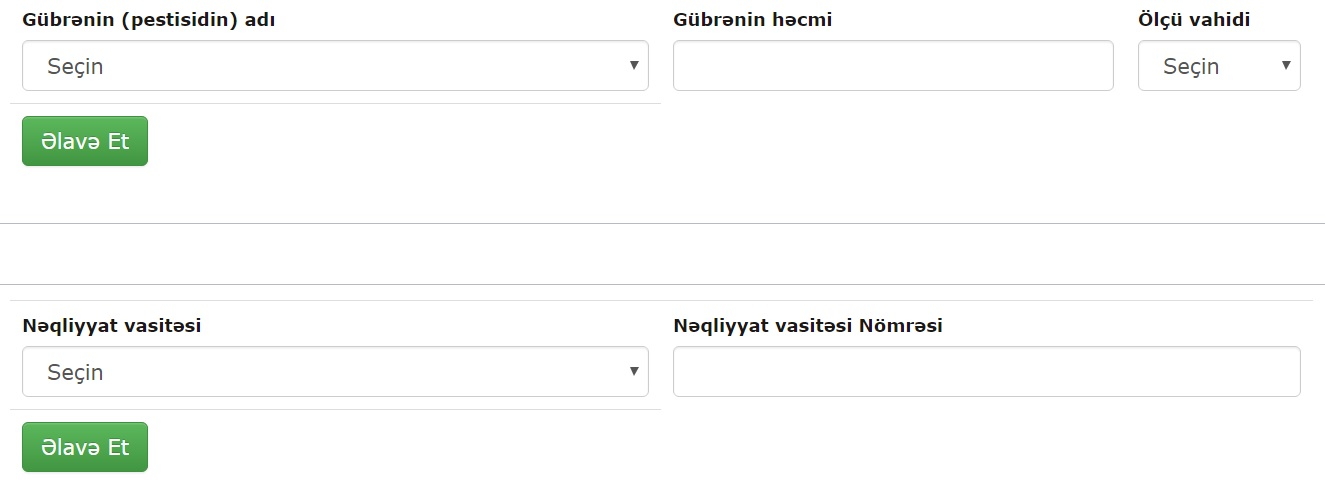 Gübrənin (pestisidin) adı Gübrənin həcmi Ölçü vahidi
Seçin Seçin
Əlavə Et
Nəqliyyat vasitəsi Nəqliyyat vasitəsi Nömrəsi
Seçin
Əlavə Et